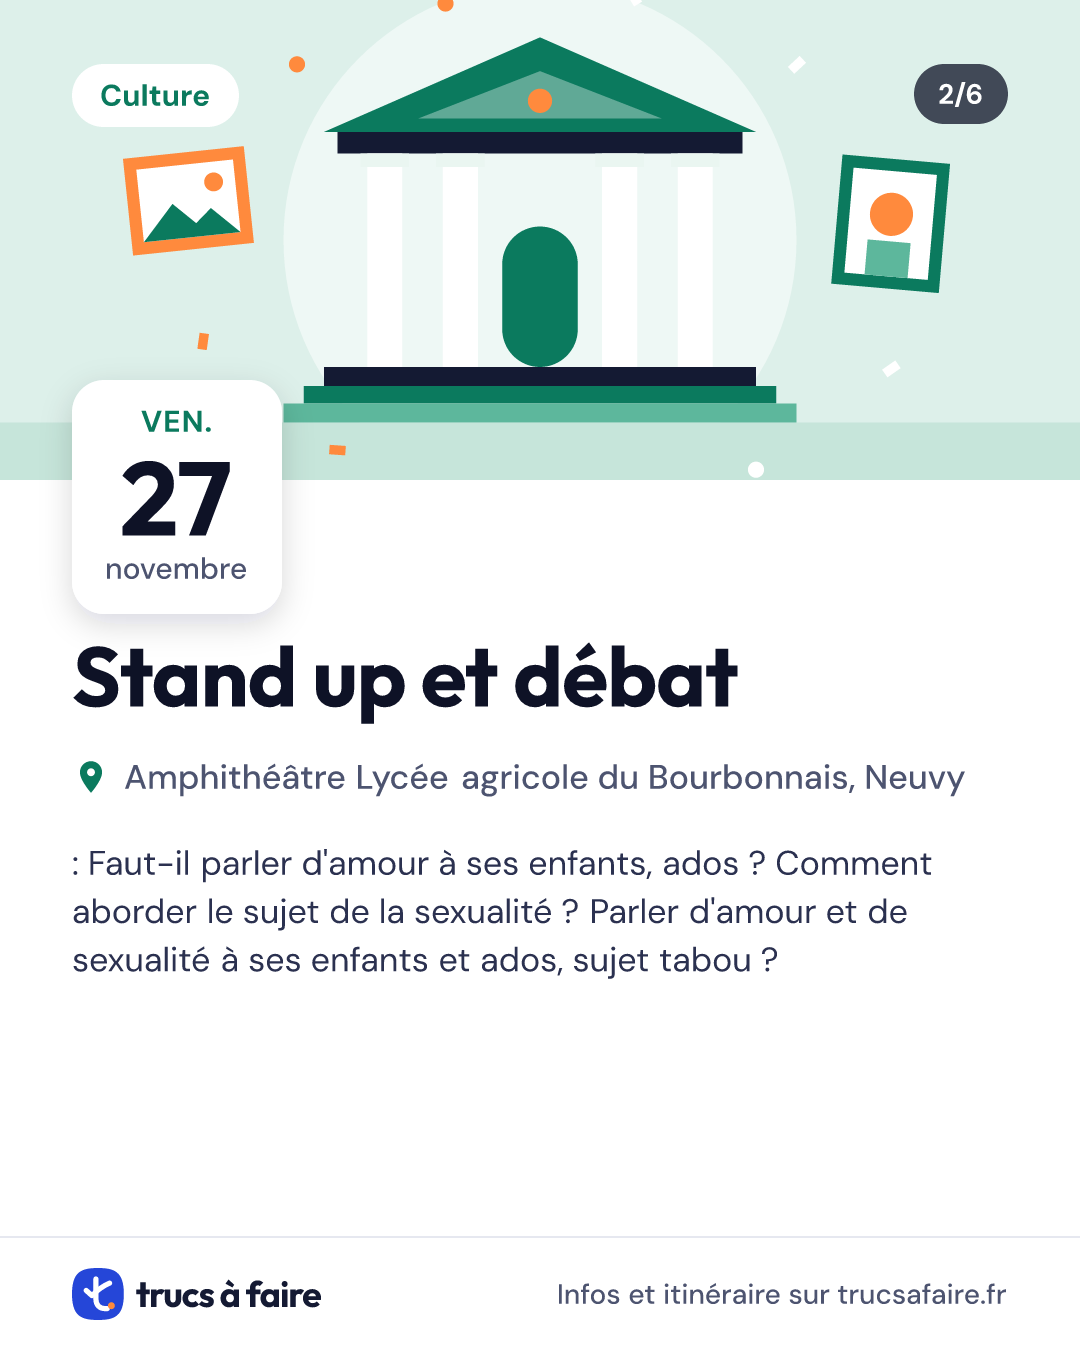 Culture
2/6
VEN.
27
novembre
Stand up et débat
Amphithéâtre Lycée agricole du Bourbonnais, Neuvy
: Faut-il parler d'amour à ses enfants, ados ? Comment
aborder le sujet de la sexualité ? Parler d'amour et de
sexualité à ses enfants et ados, sujet tabou ?
trucs à faire
Infos et itinéraire sur trucsafaire.fr